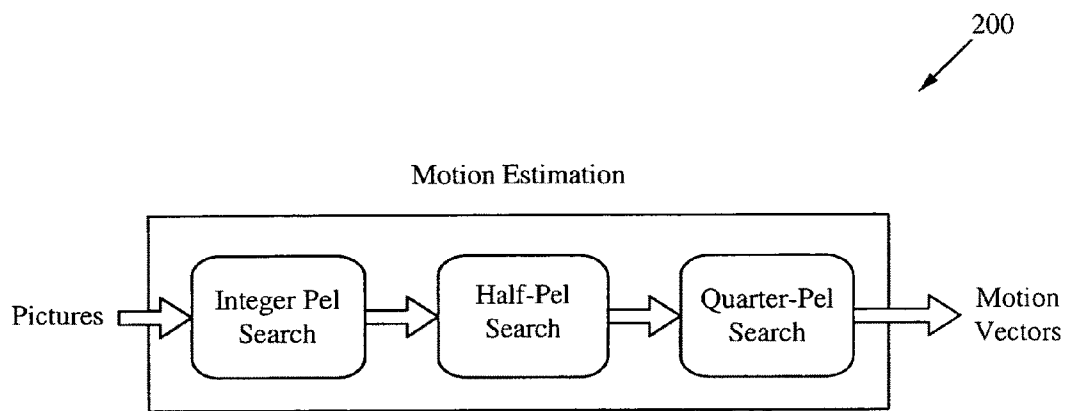 200
Motion Estimation
Pictures
Integer Pel
Search
Half-Pel
Search
Quarter-Pel
Search
Motion
Vectors